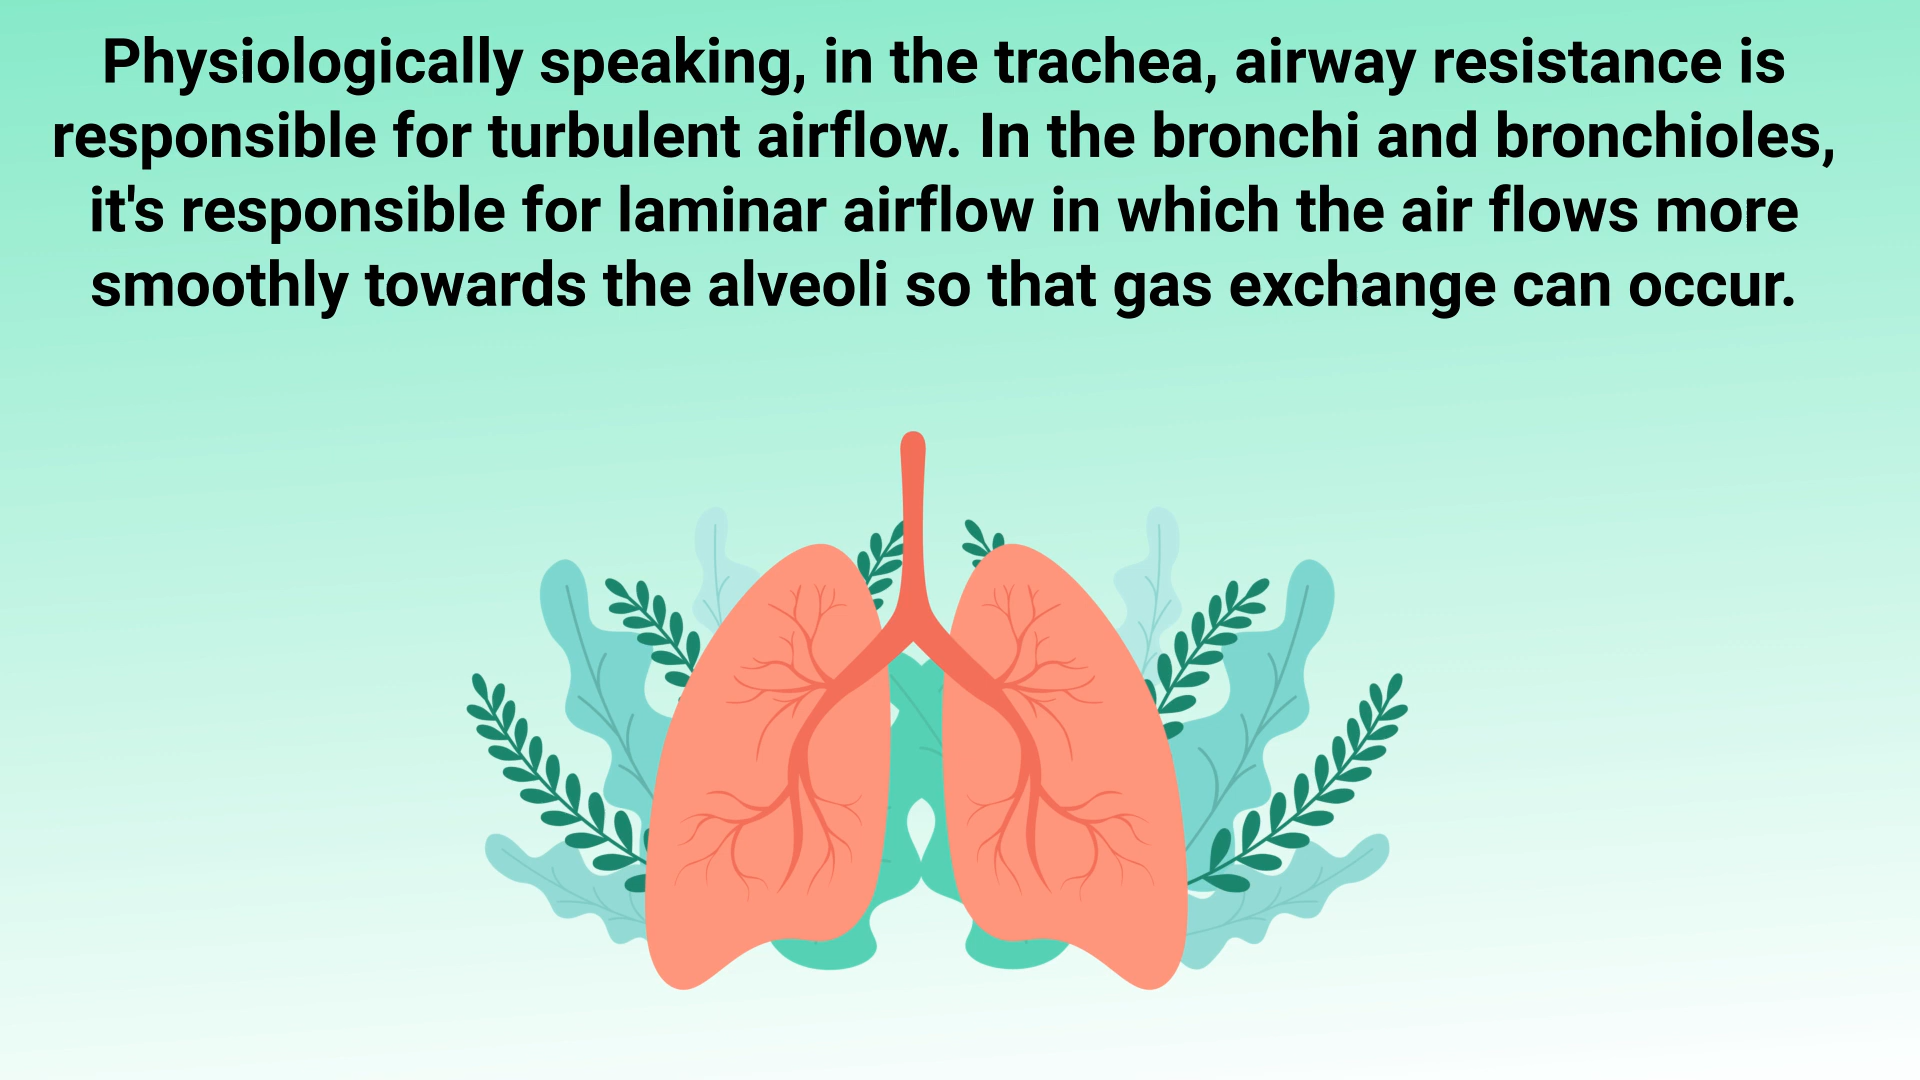 Physiologically speaking, in the trachea, airway resistance is
responsible for turbulent airflow. In the bronchi and bronchioles,
it's responsible for laminar airflow in which the air flows more
smoothly towards the alveoli so that gas exchange can occur.